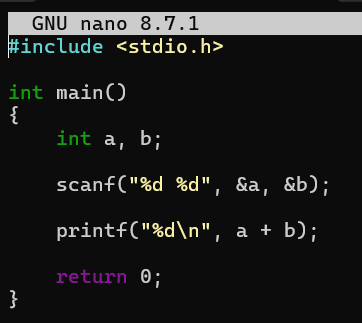 GNU nano 8.7.1
#include <stdio.h>
int main()
{
    int a, b;
    scanf("%d %d", &a, &b);
    printf("%d\n", a + b);
    return 0;
}